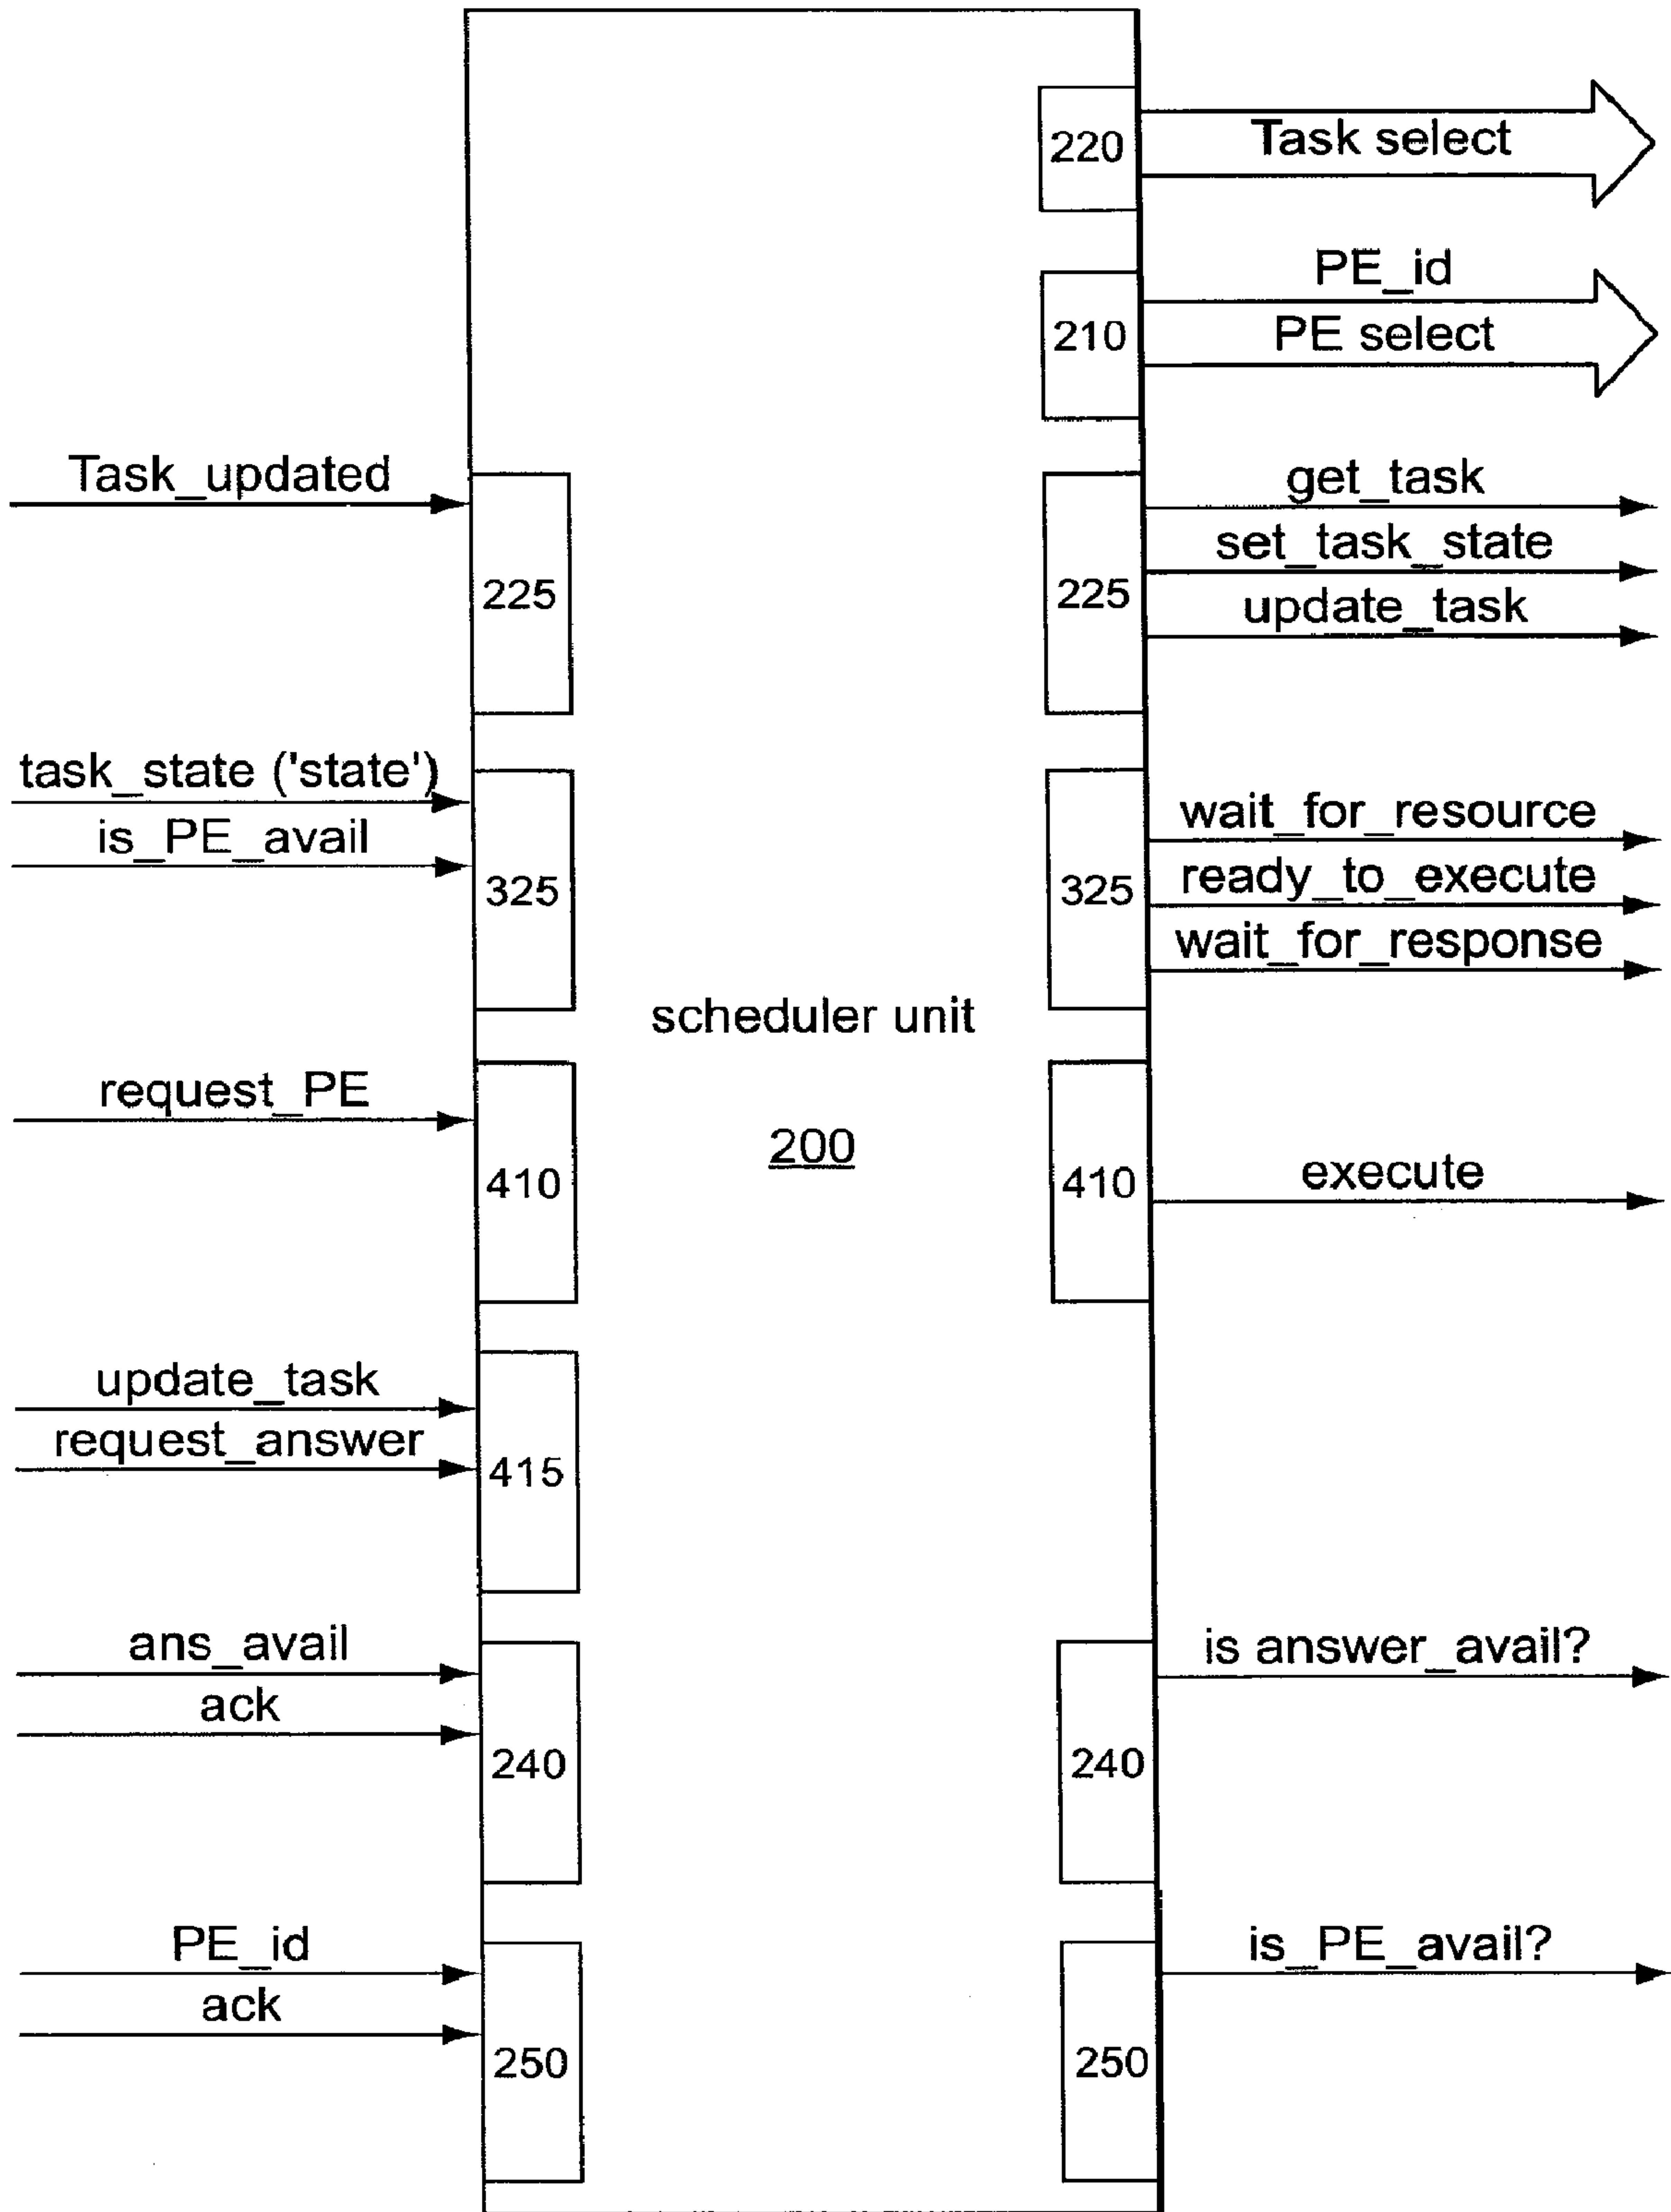 220
Task select
PE_id
210
PE select
Task_updated
get_task
set_task_state
225
225
update_task
task_state ('state')
is_PE_avail
wait_for_resource
325
325
ready_to_execute
wait_for_response
scheduler unit
request_PE
200
410
410
execute
update_task
request_answer
415
ans_avail
is answer_avail?
ack
240
240
PE_id
is_PE_avail?
ack
250
250